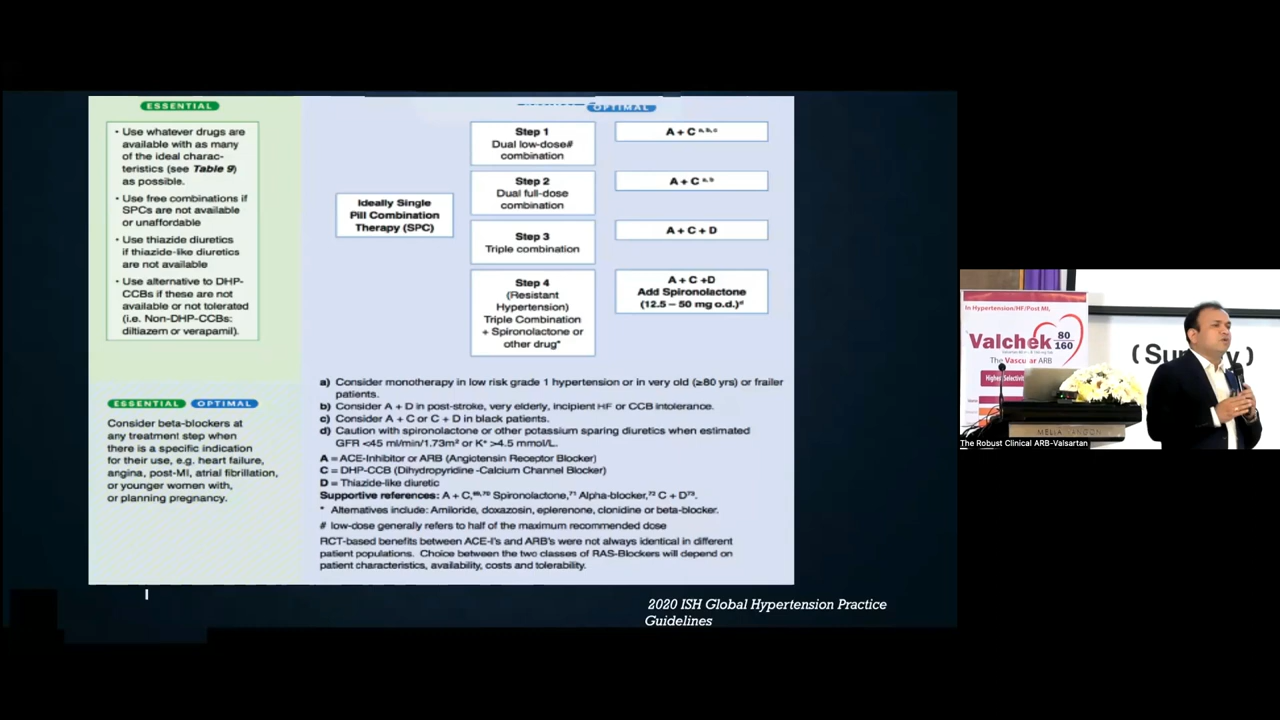 ESSENTIAL
• Use whatever drugs are
available with as many
of the ideal charac-
teristics (see Table 9)
as possible.
• Use free combinations if
SPCs are not available
or unaffordable
• Use thiazide diuretics
if thiazide-like diuretics
are not available
• Use alternative to DHP-
CCBs if these are not
available or not tolerated
(i.e. Non-DHP-CCBs:
diltiazem or verapamil).
ESSENTIAL OPTIMAL
Consider beta-blockers at
any treatment step when
there is a specific indication
for their use, e.g. heart failure,
angina, post-MI, atrial fibrillation,
or younger women with,
or planning pregnancy.
OPTIMAL
Ideally Single
Pill Combination
Therapy (SPC)
Step 1
Dual low-dose#
combination
A + C a, b, c
Step 2
Dual full-dose
combination
A + C a, b
Step 3
Triple combination
A + C + D
Step 4
(Resistant
Hypertension)
Triple Combination
+ Spironolactone or
other drug*
A + C +D
Add Spironolactone
(12.5 – 50 mg o.d.)d
a) Consider monotherapy in low risk grade 1 hypertension or in very old (≥80 yrs) or frailer
patients.
b) Consider A + D in post-stroke, very elderly, incipient HF or CCB intolerance.
c) Consider A + C or C + D in black patients.
d) Caution with spironolactone or other potassium sparing diuretics when estimated
GFR <45 ml/min/1.73m² or K⁺ >4.5 mmol/L.
A = ACE-Inhibitor or ARB (Angiotensin Receptor Blocker)
C = DHP-CCB (Dihydropyridine -Calcium Channel Blocker)
D = Thiazide-like diuretic
Supportive references: A + C,⁶⁹,⁷⁰ Spironolactone,⁷¹ Alpha-blocker,⁷² C + D⁷³.
* Alternatives include: Amiloride, doxazosin, eplerenone, clonidine or beta-blocker.
# low-dose generally refers to half of the maximum recommended dose
RCT-based benefits between ACE-I's and ARB's were not always identical in different
patient populations. Choice between the two classes of RAS-Blockers will depend on
patient characteristics, availability, costs and tolerability.
2020 ISH Global Hypertension Practice
Guidelines
In Hypertension/HF/Post MI,
Valchek 80
160
The Vascular ARB
MELIA YANGON
The Robust Clinical ARB-Valsartan